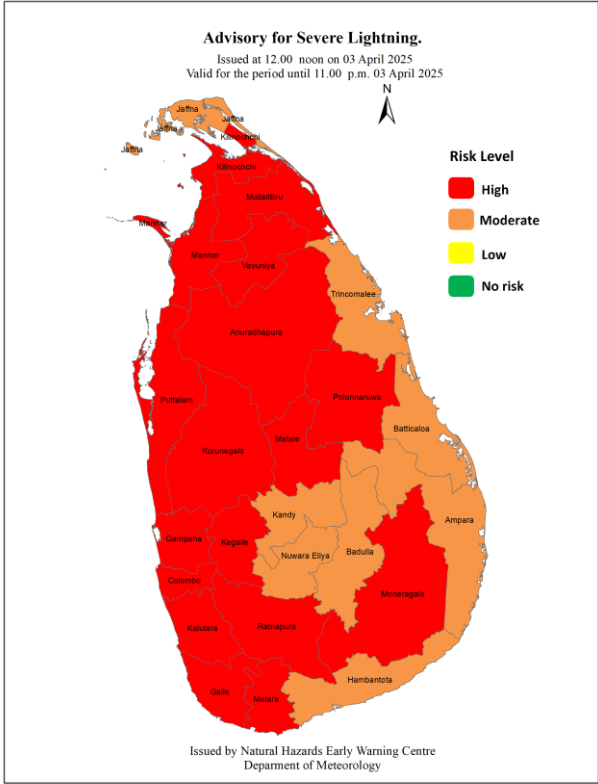 Advisory for Severe Lightning.
Issued at 12.00 noon on 03 April 2025
Valid for the period until 11.00 p.m. 03 April 2025
N
Jaffna
Jaffna
Jaffna
Jaffna
Kilinochchi
Kilinochchi
Mullaittivu
Mannar
Mannar
Vavuniya
Trincomalee
Anuradhapura
Polonnaruwa
Puttalam
Batticaloa
Matale
Kurunegala
Kandy
Ampara
Gampaha
Kegalle
Nuwara Eliya
Badulla
Colombo
Moneragala
Kalutara
Ratnapura
Hambantota
Galle
Matara
Risk Level
High
Moderate
Low
No risk
Issued by Natural Hazards Early Warning Centre
Deparment of Meteorology